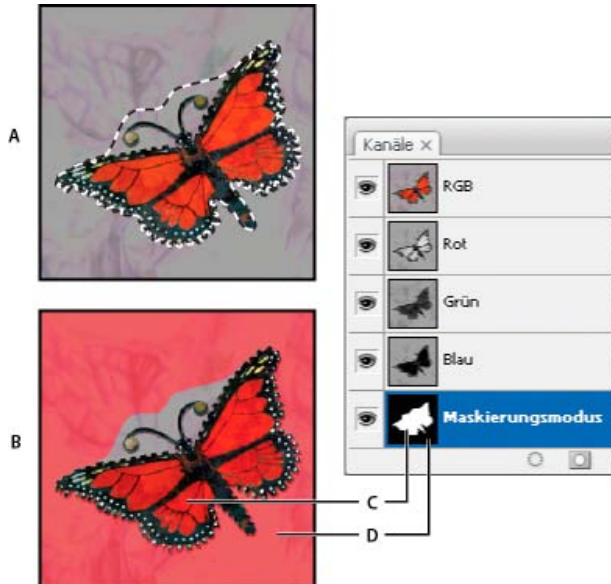 A
B
Kanäle ×
RGB
Rot
Grün
Blau
Maskierungsmodus
C
D